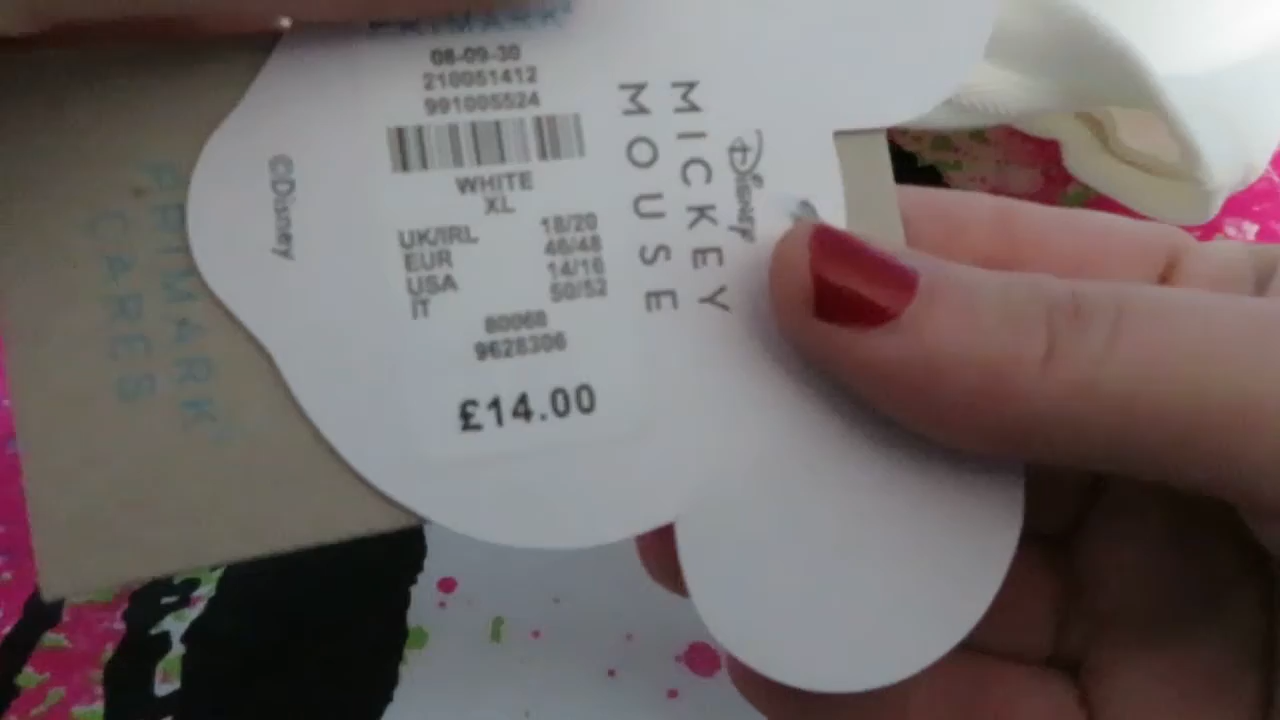 PRIMARK
08-09-30
210051412
991005524
WHITE
XL
UK/IRL 18/20
EUR 46/48
USA 14/16
IT 50/52
80068
9628306
£14.00
©Disney
Disney
MICKEY
MOUSE
PRIMARK
CARES